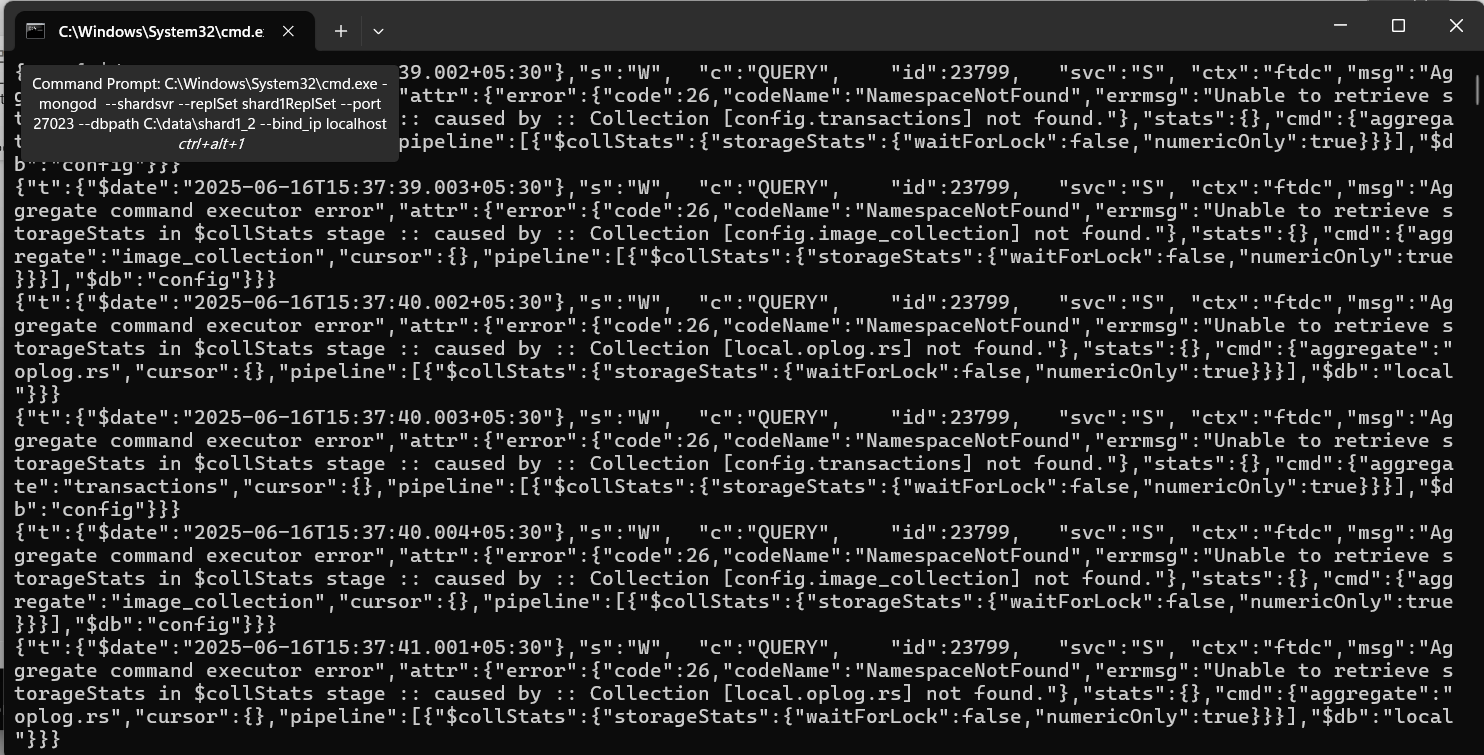 C:\Windows\System32\cmd.e
Command Prompt: C:\Windows\System32\cmd.exe -
mongod --shardsvr --replSet shard1ReplSet --port
27023 --dbpath C:\data\shard1_2 --bind_ip localhost
ctrl+alt+1
39.002+05:30"},"s":"W", "c":"QUERY", "id":23799, "svc":"S", "ctx":"ftdc","msg":"Ag
"attr":{"error":{"code":26,"codeName":"NamespaceNotFound","errmsg":"Unable to retrieve s
:: caused by :: Collection [config.transactions] not found."},"stats":{},"cmd":{"aggrega
pipeline":[{"$collStats":{"storageStats":{"waitForLock":false,"numericOnly":true}}}],"$d
b":"config"}}}
{"t":{"$date":"2025-06-16T15:37:39.003+05:30"},"s":"W", "c":"QUERY", "id":23799, "svc":"S", "ctx":"ftdc","msg":"Ag
gregate command executor error","attr":{"error":{"code":26,"codeName":"NamespaceNotFound","errmsg":"Unable to retrieve s
torageStats in $collStats stage :: caused by :: Collection [config.image_collection] not found."},"stats":{},"cmd":{"agg
regate":"image_collection","cursor":{},"pipeline":[{"$collStats":{"storageStats":{"waitForLock":false,"numericOnly":true
}}}],"$db":"config"}}}
{"t":{"$date":"2025-06-16T15:37:40.002+05:30"},"s":"W", "c":"QUERY", "id":23799, "svc":"S", "ctx":"ftdc","msg":"Ag
gregate command executor error","attr":{"error":{"code":26,"codeName":"NamespaceNotFound","errmsg":"Unable to retrieve s
torageStats in $collStats stage :: caused by :: Collection [local.oplog.rs] not found."},"stats":{},"cmd":{"aggregate":"
oplog.rs","cursor":{},"pipeline":[{"$collStats":{"storageStats":{"waitForLock":false,"numericOnly":true}}}],"$db":"local
"}}}
{"t":{"$date":"2025-06-16T15:37:40.003+05:30"},"s":"W", "c":"QUERY", "id":23799, "svc":"S", "ctx":"ftdc","msg":"Ag
gregate command executor error","attr":{"error":{"code":26,"codeName":"NamespaceNotFound","errmsg":"Unable to retrieve s
torageStats in $collStats stage :: caused by :: Collection [config.transactions] not found."},"stats":{},"cmd":{"aggrega
te":"transactions","cursor":{},"pipeline":[{"$collStats":{"storageStats":{"waitForLock":false,"numericOnly":true}}}],"$d
b":"config"}}}
{"t":{"$date":"2025-06-16T15:37:40.004+05:30"},"s":"W", "c":"QUERY", "id":23799, "svc":"S", "ctx":"ftdc","msg":"Ag
gregate command executor error","attr":{"error":{"code":26,"codeName":"NamespaceNotFound","errmsg":"Unable to retrieve s
torageStats in $collStats stage :: caused by :: Collection [config.image_collection] not found."},"stats":{},"cmd":{"agg
regate":"image_collection","cursor":{},"pipeline":[{"$collStats":{"storageStats":{"waitForLock":false,"numericOnly":true
}}}],"$db":"config"}}}
{"t":{"$date":"2025-06-16T15:37:41.001+05:30"},"s":"W", "c":"QUERY", "id":23799, "svc":"S", "ctx":"ftdc","msg":"Ag
gregate command executor error","attr":{"error":{"code":26,"codeName":"NamespaceNotFound","errmsg":"Unable to retrieve s
torageStats in $collStats stage :: caused by :: Collection [local.oplog.rs] not found."},"stats":{},"cmd":{"aggregate":"
oplog.rs","cursor":{},"pipeline":[{"$collStats":{"storageStats":{"waitForLock":false,"numericOnly":true}}}],"$db":"local
"}}}